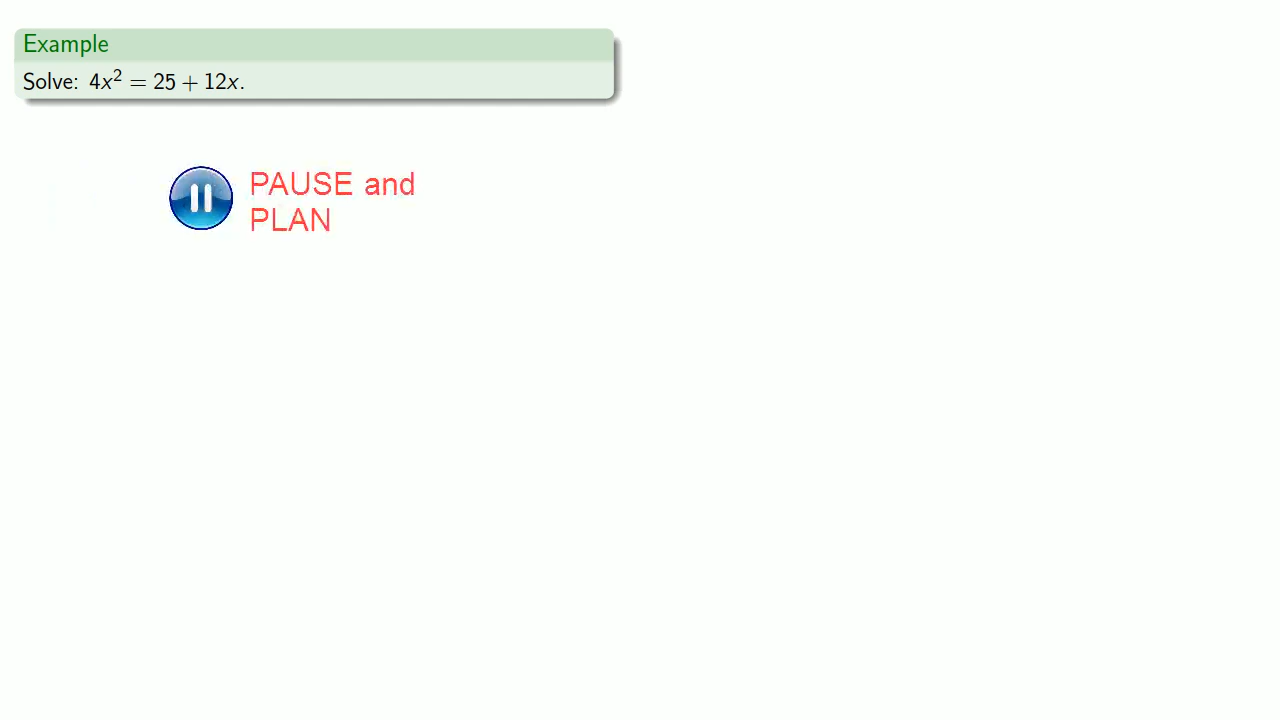 Example
Solve: 4x² = 25 + 12x.
PAUSE and
PLAN